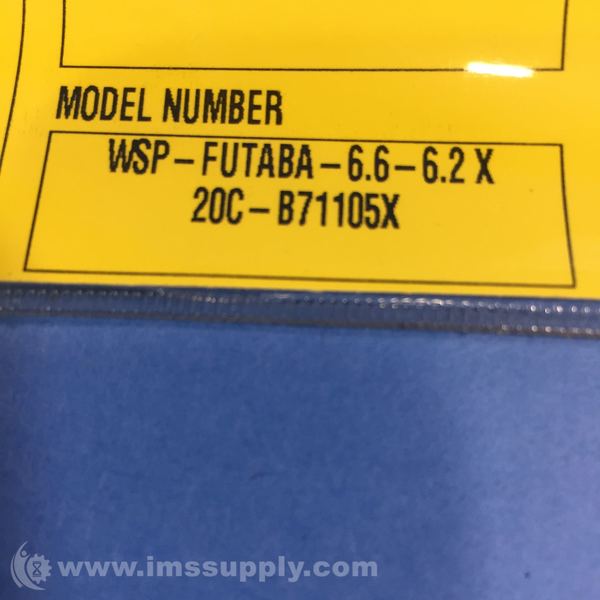 MODEL NUMBER
WSP-FUTABA-6.6-6.2 X
20C-B71105X
www.imssupply.com